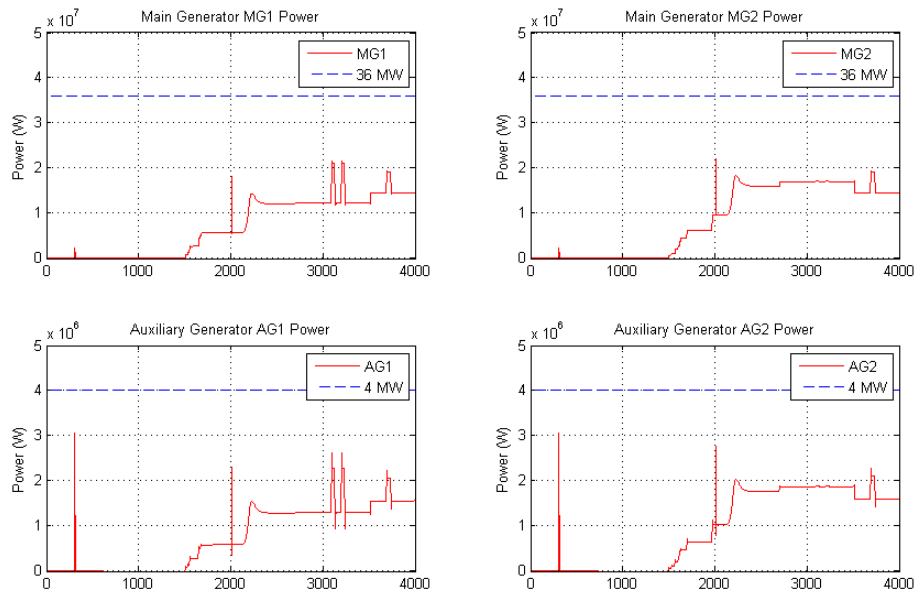 Main Generator MG1 Power
x 10^7
Power (W)
5
4
3
2
1
0
0 1000 2000 3000 4000
MG1
36 MW
Main Generator MG2 Power
x 10^7
Power (W)
5
4
3
2
1
0
0 1000 2000 3000 4000
MG2
36 MW
Auxiliary Generator AG1 Power
x 10^6
Power (W)
5
4
3
2
1
0
0 1000 2000 3000 4000
AG1
4 MW
Auxiliary Generator AG2 Power
x 10^6
Power (W)
5
4
3
2
1
0
0 1000 2000 3000 4000
AG2
4 MW